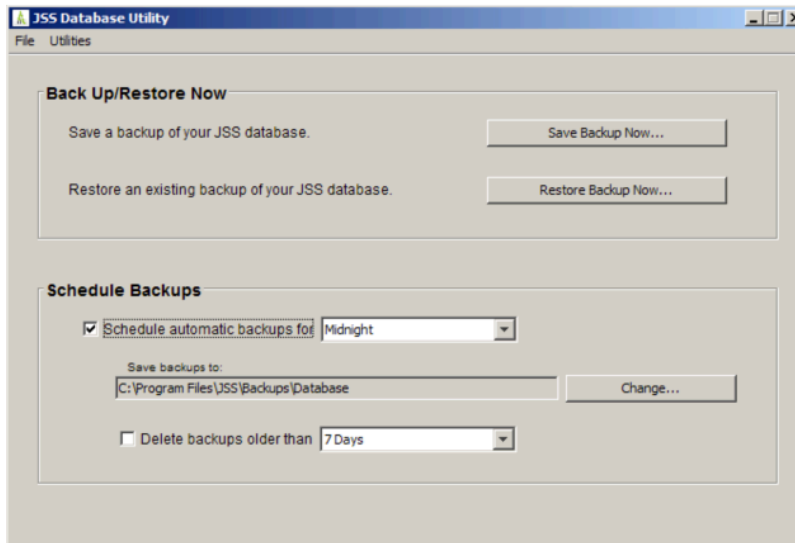 JSS Database Utility
File Utilities
Back Up/Restore Now
Save a backup of your JSS database.
Save Backup Now...
Restore an existing backup of your JSS database.
Restore Backup Now...
Schedule Backups
Schedule automatic backups for Midnight
Save backups to:
C:\Program Files\JSS\Backups\Database
Change...
Delete backups older than 7 Days